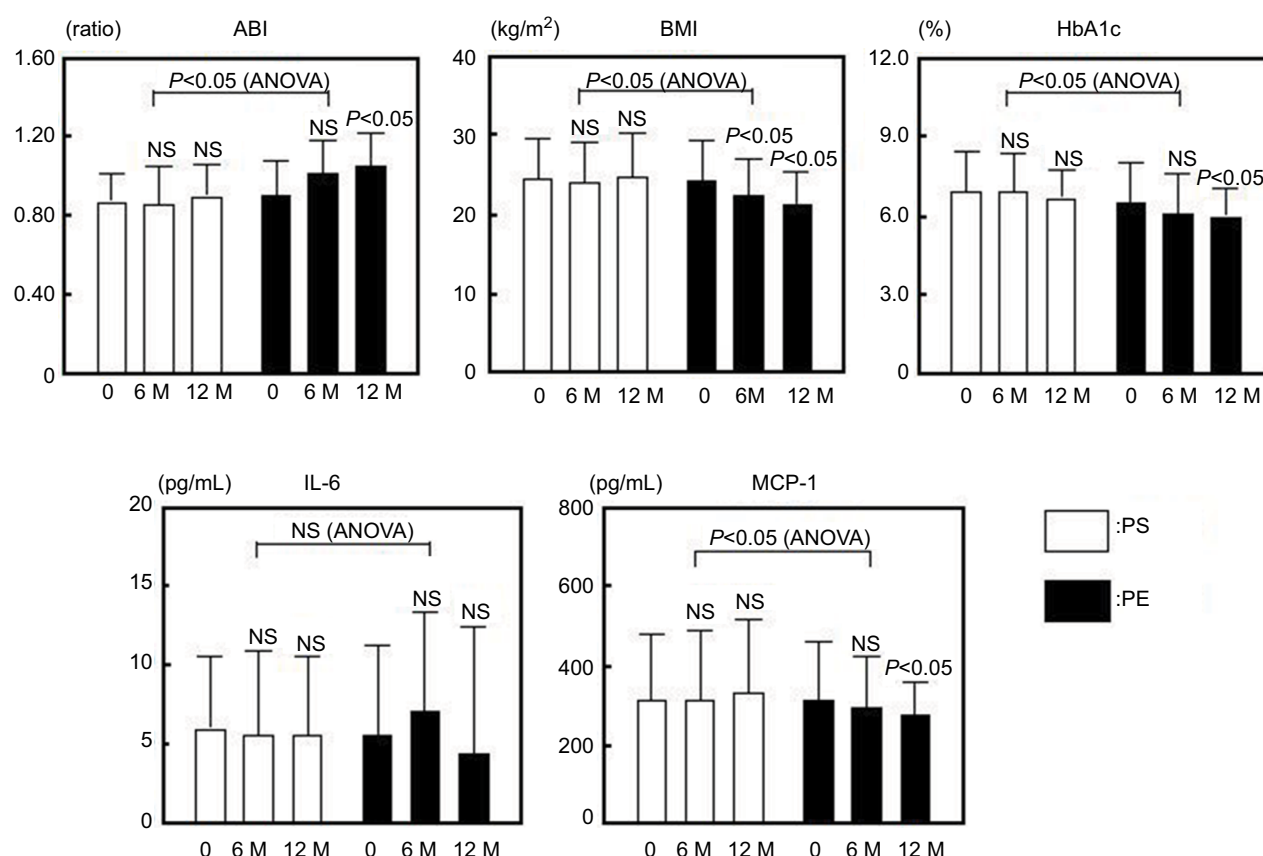 (ratio) ABI
1.60
1.20
0.80
0.40
0
P<0.05 (ANOVA)
NS NS NS P<0.05
0 6 M 12 M 0 6 M 12 M
(kg/m2) BMI
40
30
20
10
0
P<0.05 (ANOVA)
NS NS P<0.05 P<0.05
0 6 M 12 M 0 6M 12 M
(%) HbA1c
12.0
9.0
6.0
3.0
0
P<0.05 (ANOVA)
NS NS NS P<0.05
0 6 M 12 M 0 6 M 12 M
(pg/mL) IL-6
20
15
10
5
0
NS (ANOVA)
NS NS NS NS
0 6 M 12 M 0 6 M 12 M
(pg/mL) MCP-1
800
600
400
200
0
P<0.05 (ANOVA)
NS NS NS P<0.05
0 6 M 12 M 0 6 M 12 M
:PS
:PE